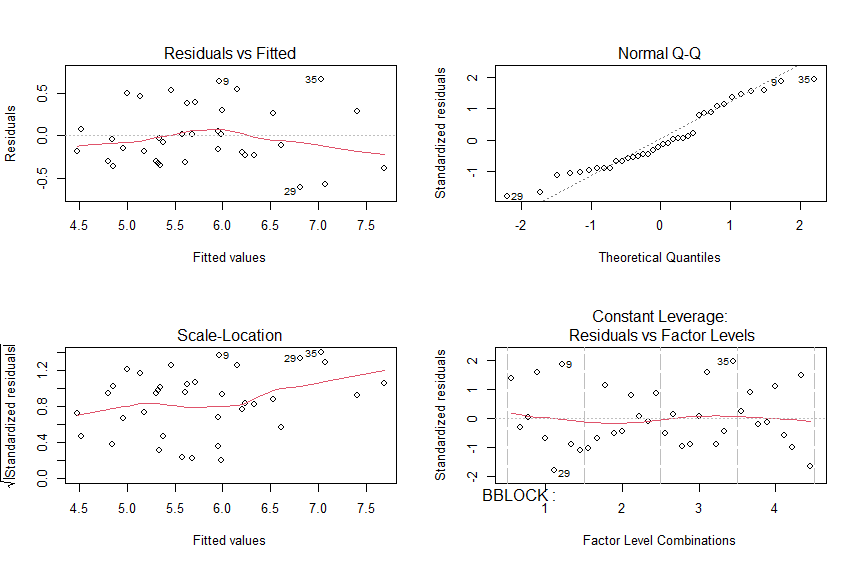 Residuals vs Fitted
Residuals
0.5
0.0
-0.5
9
35
29
4.5 5.0 5.5 6.0 6.5 7.0 7.5
Fitted values
Normal Q-Q
Standardized residuals
2
1
0
-1
9
35
29
-2 -1 0 1 2
Theoretical Quantiles
Scale-Location
√|Standardized residuals|
1.2
0.8
0.4
0.0
9
29
35
4.5 5.0 5.5 6.0 6.5 7.0 7.5
Fitted values
Constant Leverage:
Residuals vs Factor Levels
Standardized residuals
2
1
0
-1
-2
9
35
29
BBLOCK :
1 2 3 4
Factor Level Combinations